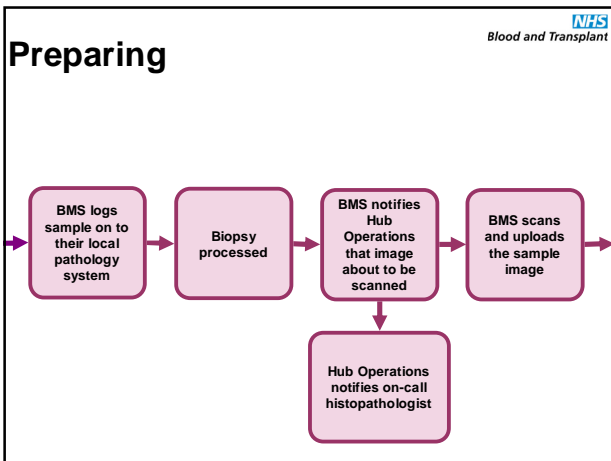 NHS
Blood and Transplant
Preparing
BMS logs
sample on to
their local
pathology
system
Biopsy
processed
BMS notifies
Hub
Operations
that image
about to be
scanned
BMS scans
and uploads
the sample
image
Hub Operations
notifies on-call
histopathologist